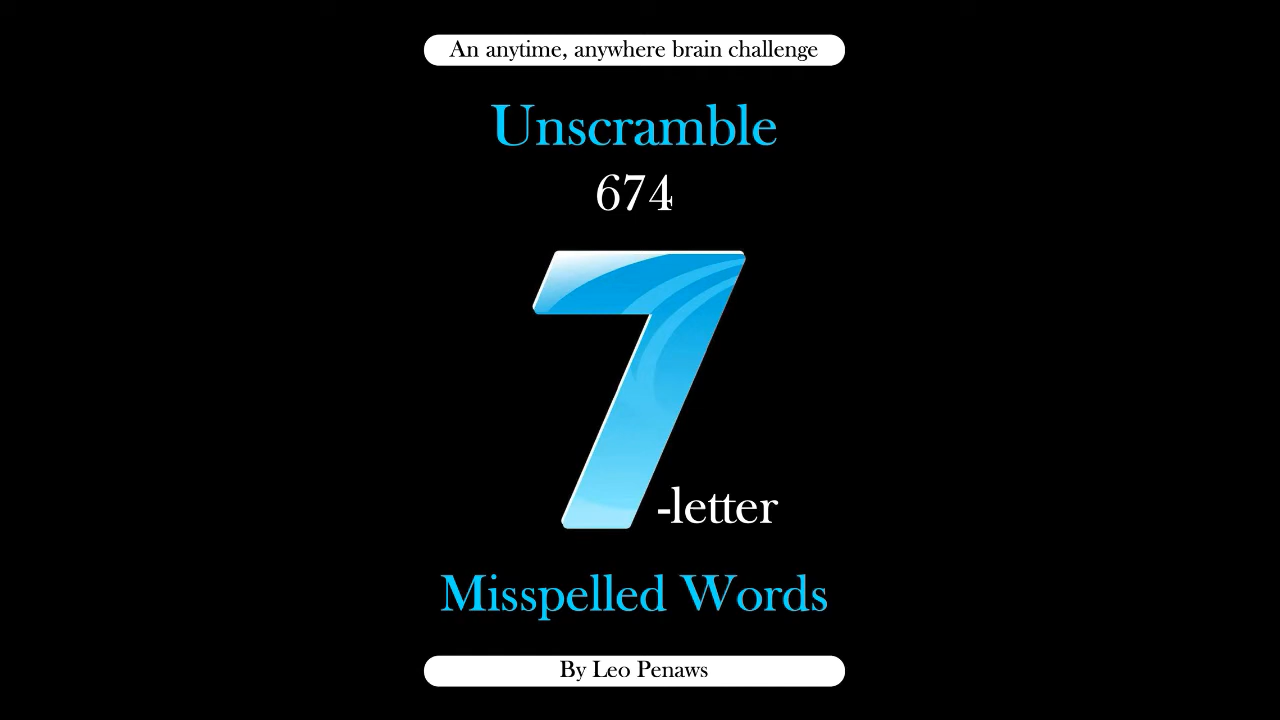 An anytime, anywhere brain challenge
Unscramble
674
7
-letter
Misspelled Words
By Leo Penaws